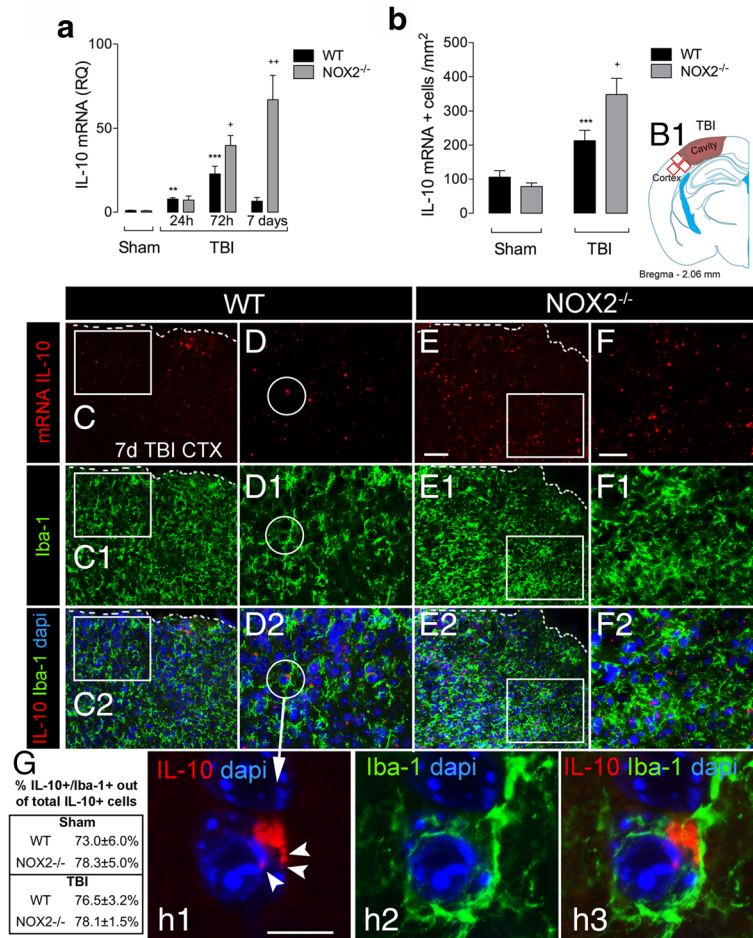 a
IL-10 mRNA (RQ)
100
50
0
WT
NOX2-/-
**
***
+
++
24h 72h 7 days
Sham TBI
b
IL-10 mRNA + cells /mm²
500
400
300
200
100
0
WT
NOX2-/-
***
+
Sham TBI
B1
TBI
Cavity
Cortex
Bregma - 2.06 mm
WT NOX2-/-
mRNA IL-10
C
7d TBI CTX
D
E
F
Iba-1
C1
D1
E1
F1
IL-10 Iba-1 dapi
C2
D2
E2
F2
G
% IL-10+/Iba-1+ out
of total IL-10+ cells
Sham
WT 73.0±6.0%
NOX2-/- 78.3±5.0%
TBI
WT 76.5±3.2%
NOX2-/- 78.1±1.5%
IL-10 dapi
h1
Iba-1 dapi
h2
IL-10 Iba-1 dapi
h3